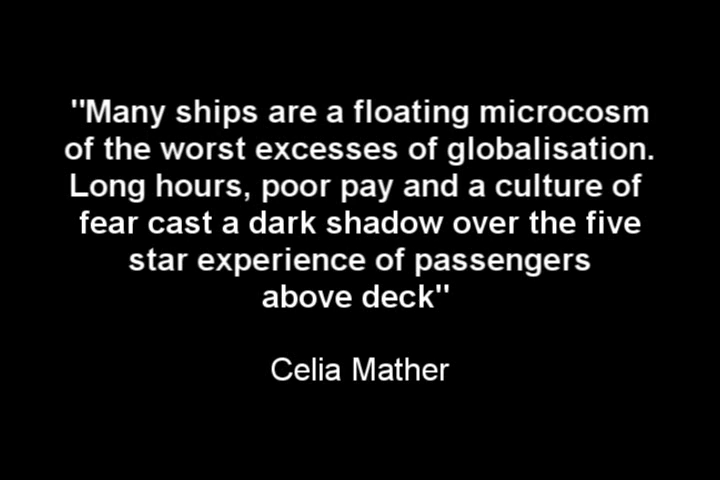 "Many ships are a floating microcosm
of the worst excesses of globalisation.
Long hours, poor pay and a culture of
fear cast a dark shadow over the five
star experience of passengers
above deck"
Celia Mather